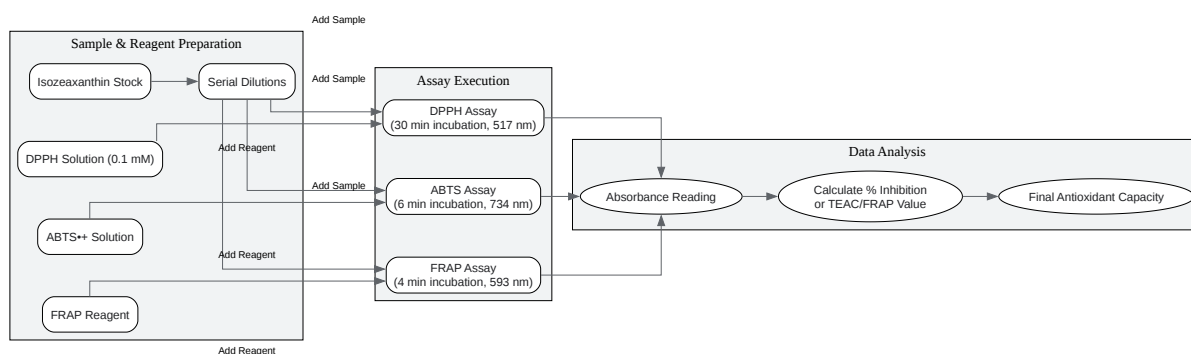 Add Sample
Sample & Reagent Preparation
Isozeaxanthin Stock
Serial Dilutions
DPPH Solution (0.1 mM)
ABTS•+ Solution
FRAP Reagent
Add Sample
Add Reagent
Add Sample
Add Reagent
Add Reagent
Assay Execution
DPPH Assay
(30 min incubation, 517 nm)
ABTS Assay
(6 min incubation, 734 nm)
FRAP Assay
(4 min incubation, 593 nm)
Data Analysis
Absorbance Reading
Calculate % Inhibition
or TEAC/FRAP Value
Final Antioxidant Capacity